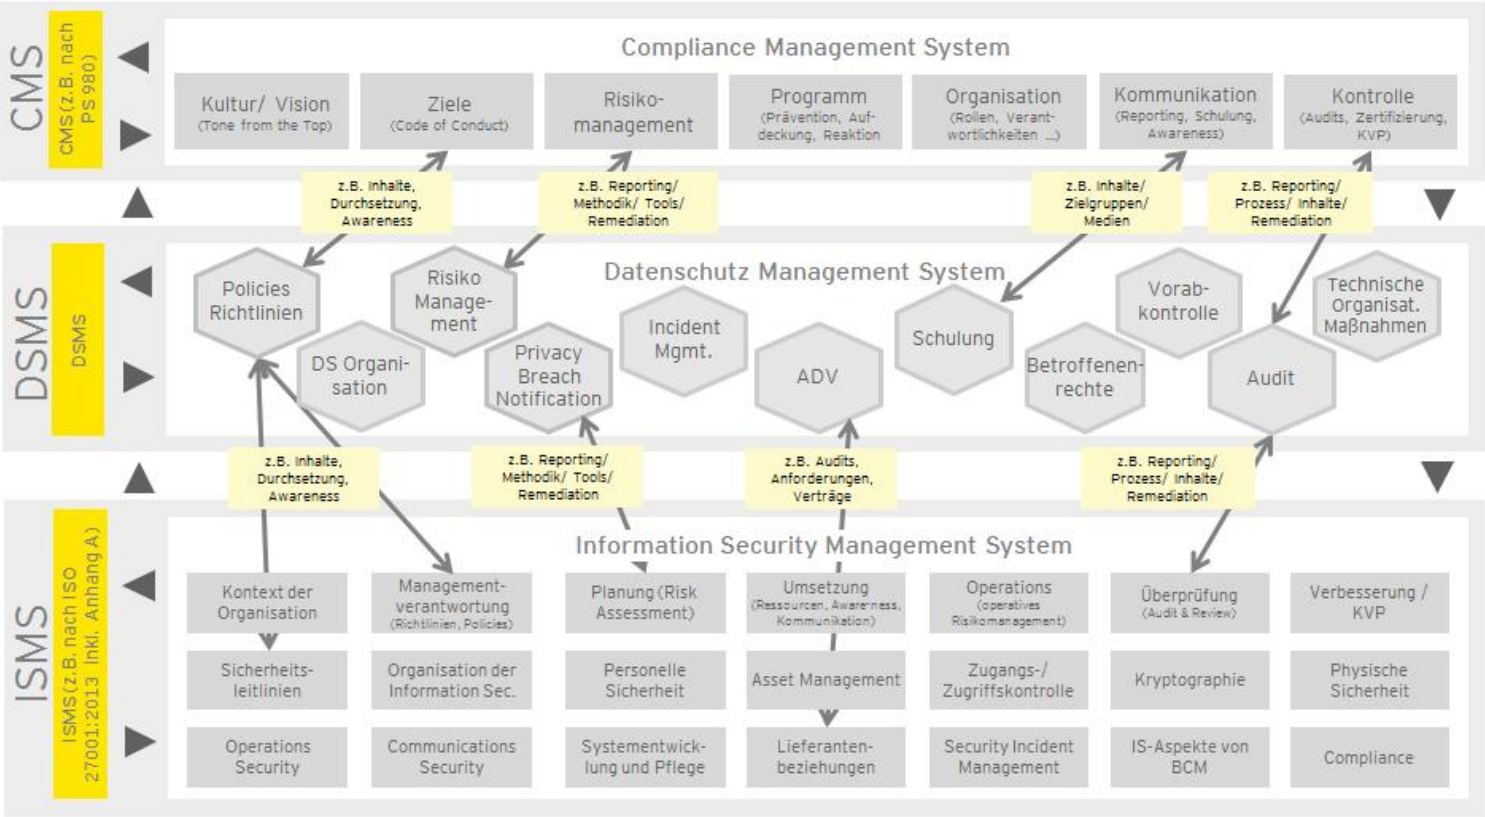 CMS
CMS (z.B. nach
PS 980)
Compliance Management System
Kultur/ Vision
(Tone from the Top)
Ziele
(Code of Conduct)
Risiko-
management
Programm
(Prävention, Auf-
deckung, Reaktion
Organisation
(Rollen, Verant-
wortlichkeiten ...)
Kommunikation
(Reporting, Schulung,
Awareness)
Kontrolle
(Audits, Zertifizierung,
KVP)
z.B. Inhalte,
Durchsetzung,
Awareness
z.B. Reporting/
Methodik/ Tools/
Remediation
z.B. Inhalte/
Zielgruppen/
Medien
z.B. Reporting/
Prozess/ Inhalte/
Remediation
DSMS
DSMS
Datenschutz Management System
Policies
Richtlinien
DS Organi-
sation
Risiko
Manage-
ment
Privacy
Breach
Notification
Incident
Mgmt.
ADV
Schulung
Betroffenen-
rechte
Vorab-
kontrolle
Audit
Technische
Organisat.
Maßnahmen
z.B. Inhalte,
Durchsetzung,
Awareness
z.B. Reporting/
Methodik/ Tools/
Remediation
z.B. Audits,
Anforderungen,
Verträge
z.B. Reporting/
Prozess/ Inhalte/
Remediation
ISMS
ISMS (z.B. nach ISO
27001:2013 Inkl. Anhang A)
Information Security Management System
Kontext der
Organisation
Management-
verantwortung
(Richtlinien, Policies)
Planung (Risk
Assessment)
Umsetzung
(Ressourcen, Aware-ness,
Kommunikation)
Operations
(operatives
Risikomanagement)
Überprüfung
(Audit & Review)
Verbesserung /
KVP
Sicherheits-
leitlinien
Organisation der
Information Sec.
Personelle
Sicherheit
Asset Management
Zugangs-/
Zugriffskontrolle
Kryptographie
Physische
Sicherheit
Operations
Security
Communications
Security
Systementwick-
lung und Pflege
Lieferanten-
beziehungen
Security Incident
Management
IS-Aspekte von
BCM
Compliance